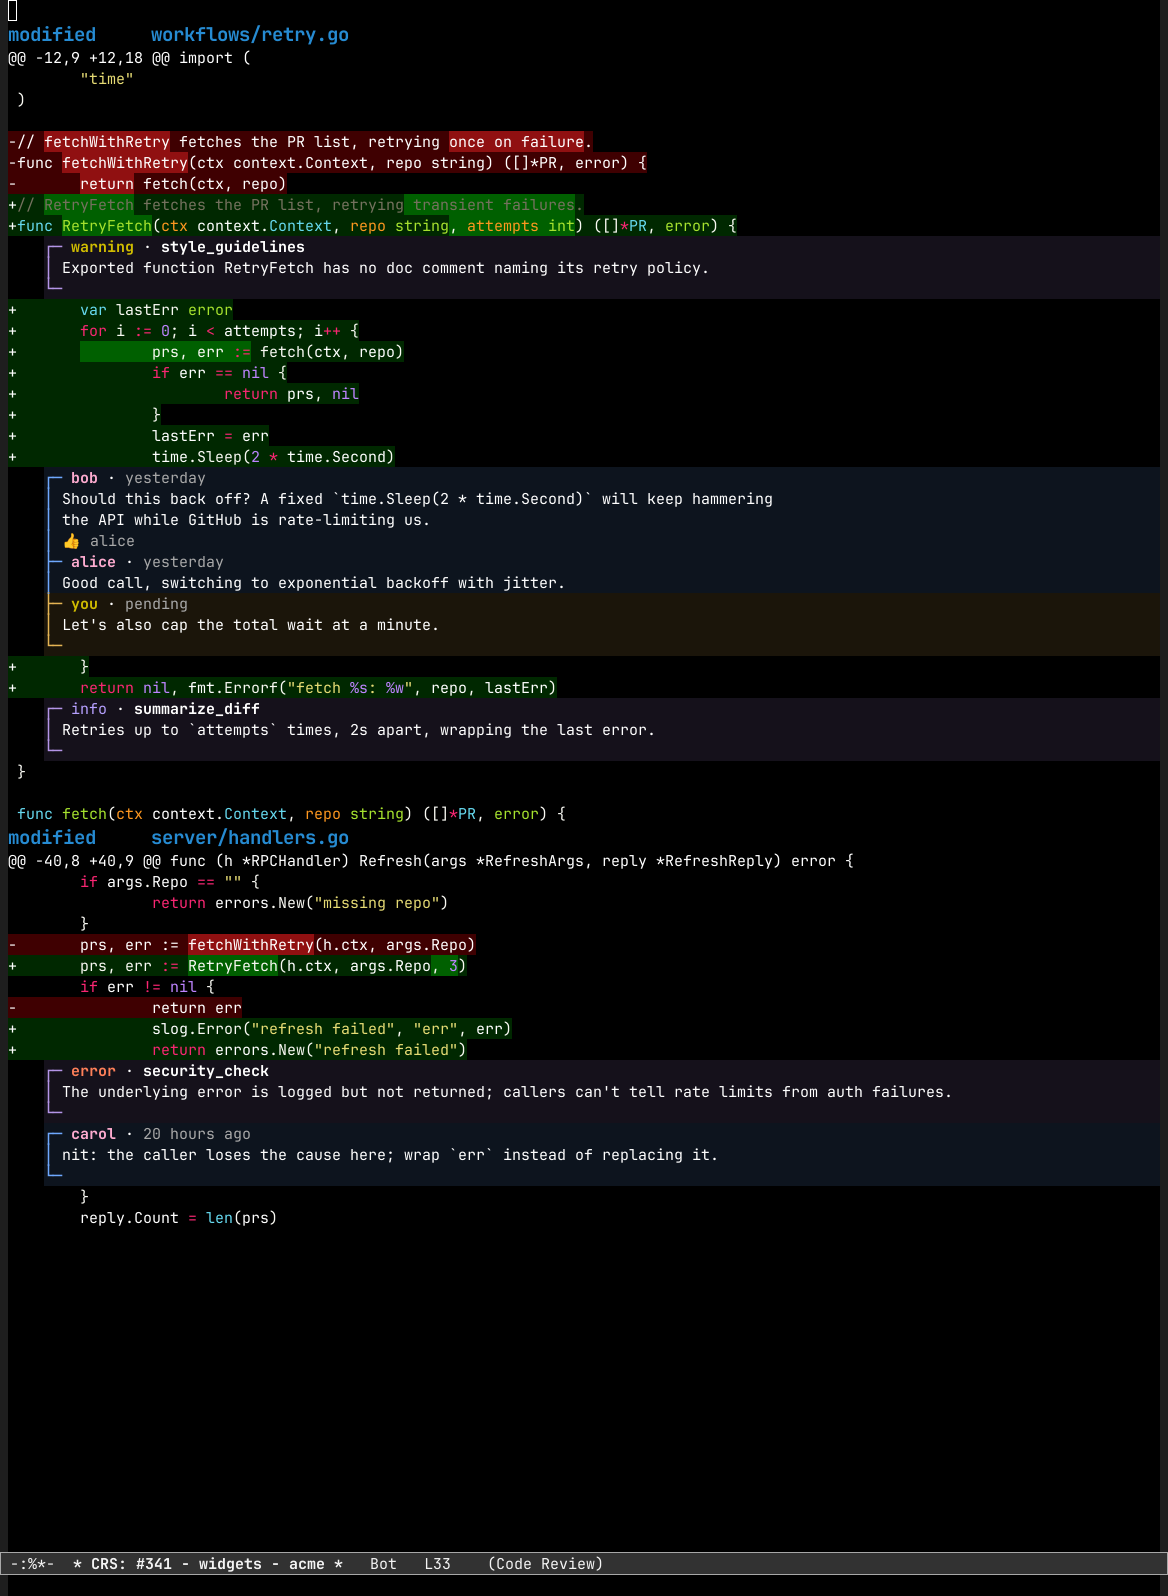 modified     workflows/retry.go
@@ -12,9 +12,18 @@ import (
        "time"
 )
-// fetchWithRetry fetches the PR list, retrying once on failure.
-func fetchWithRetry(ctx context.Context, repo string) ([]*PR, error) {
-       return fetch(ctx, repo)
+// RetryFetch fetches the PR list, retrying transient failures.
+func RetryFetch(ctx context.Context, repo string, attempts int) ([]*PR, error) {
warning · style_guidelines
Exported function RetryFetch has no doc comment naming its retry policy.
+       var lastErr error
+       for i := 0; i < attempts; i++ {
+               prs, err := fetch(ctx, repo)
+               if err == nil {
+                       return prs, nil
+               }
+               lastErr = err
+               time.Sleep(2 * time.Second)
bob · yesterday
Should this back off? A fixed `time.Sleep(2 * time.Second)` will keep hammering
the API while GitHub is rate-limiting us.
👍 alice
alice · yesterday
Good call, switching to exponential backoff with jitter.
you · pending
Let's also cap the total wait at a minute.
+       }
+       return nil, fmt.Errorf("fetch %s: %w", repo, lastErr)
info · summarize_diff
Retries up to `attempts` times, 2s apart, wrapping the last error.
 }
 func fetch(ctx context.Context, repo string) ([]*PR, error) {
modified     server/handlers.go
@@ -40,8 +40,9 @@ func (h *RPCHandler) Refresh(args *RefreshArgs, reply *RefreshReply) error {
        if args.Repo == "" {
                return errors.New("missing repo")
        }
-       prs, err := fetchWithRetry(h.ctx, args.Repo)
+       prs, err := RetryFetch(h.ctx, args.Repo, 3)
        if err != nil {
-               return err
+               slog.Error("refresh failed", "err", err)
+               return errors.New("refresh failed")
error · security_check
The underlying error is logged but not returned; callers can't tell rate limits from auth failures.
carol · 20 hours ago
nit: the caller loses the cause here; wrap `err` instead of replacing it.
        }
        reply.Count = len(prs)
-:%*-  * CRS: #341 - widgets - acme *   Bot   L33    (Code Review)